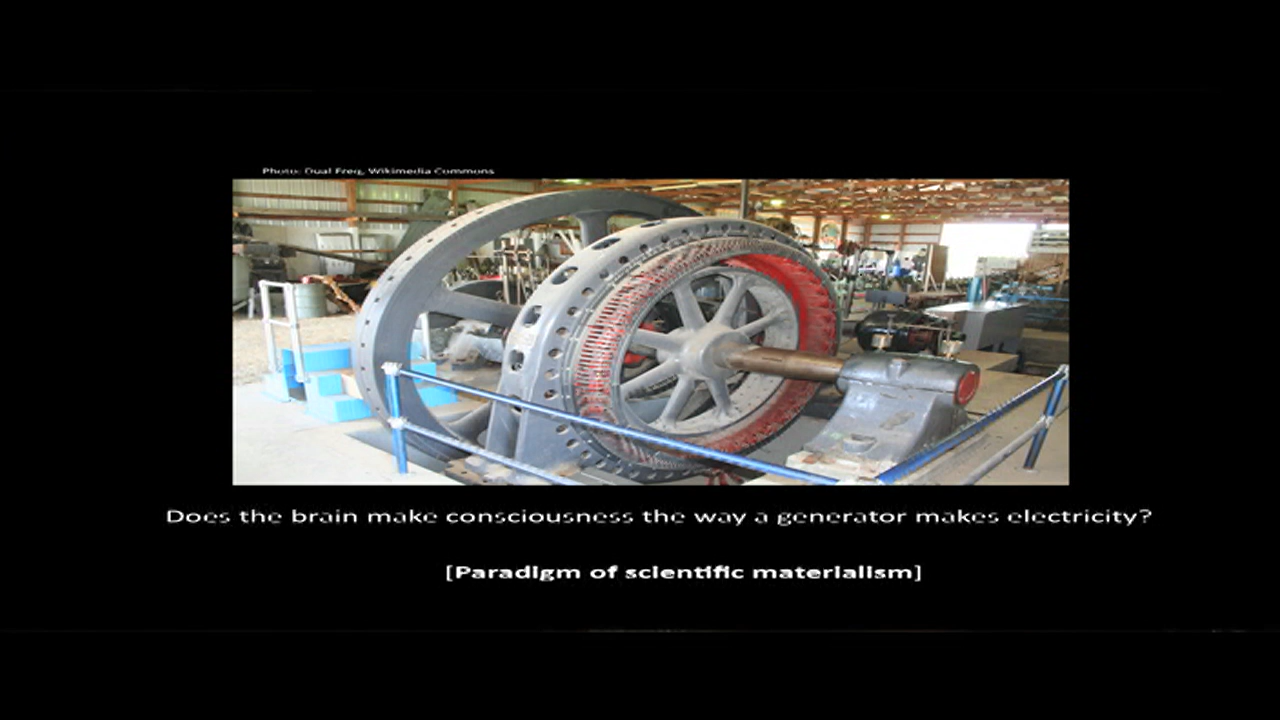 Photo: Dual Freq, Wikimedia Commons
Does the brain make consciousness the way a generator makes electricity?
[Paradigm of scientific materialism]